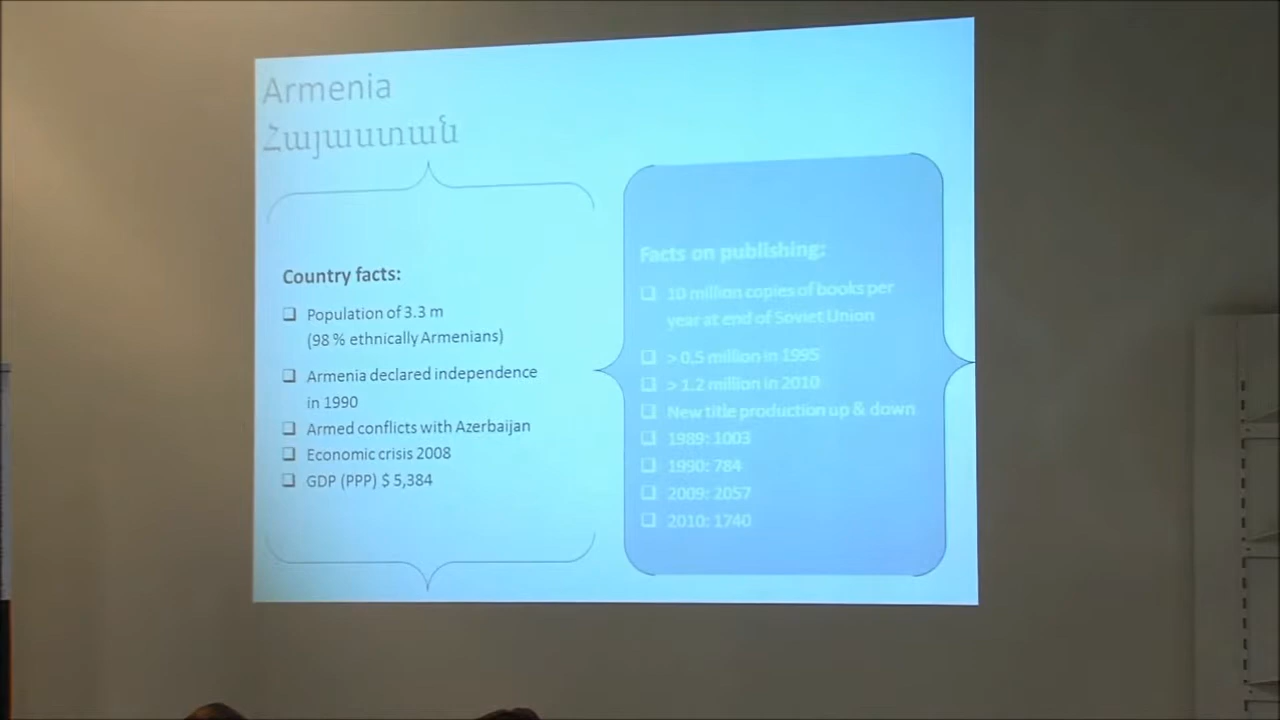 Armenia
Հայաստան
Country facts:
❑ Population of 3.3 m
(98 % ethnically Armenians)
❑ Armenia declared independence
in 1990
❑ Armed conflicts with Azerbaijan
❑ Economic crisis 2008
❑ GDP (PPP) $ 5,384
Facts on publishing:
❑ 10 million copies of books per
year at end of Soviet Union
❑ > 0.5 million in 1995
❑ > 1.2 million in 2010
❑ New title production up & down
❑ 1989: 1003
❑ 1990: 784
❑ 2009: 2057
❑ 2010: 1740